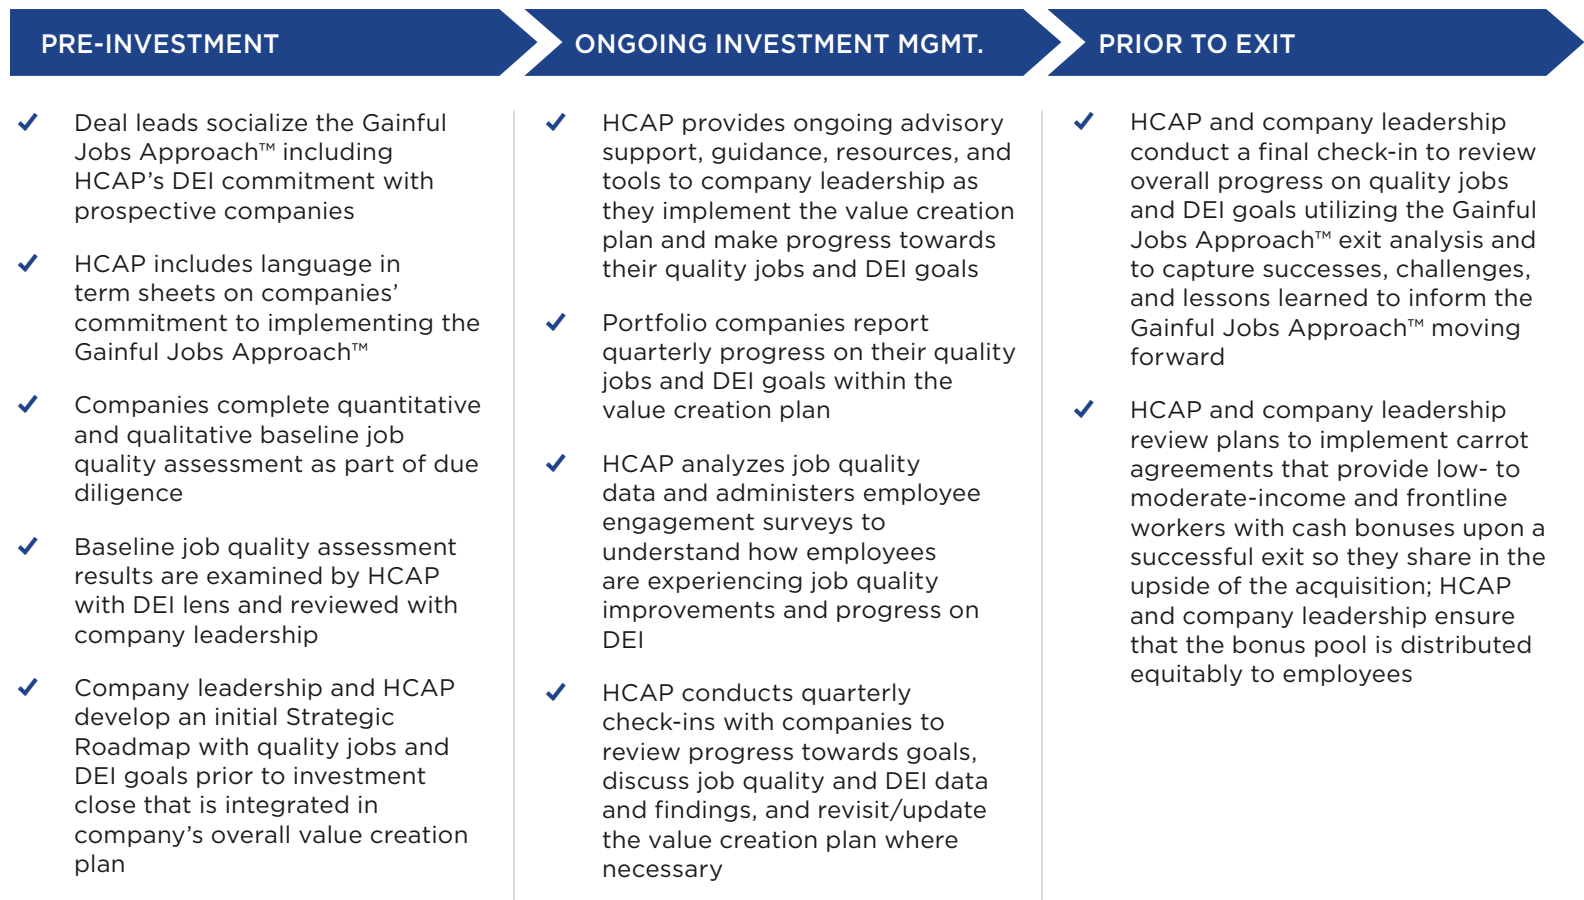 PRE-INVESTMENT
Deal leads socialize the Gainful
Jobs Approach™ including
HCAP’s DEI commitment with
prospective companies
HCAP includes language in
term sheets on companies’
commitment to implementing the
Gainful Jobs Approach™
Companies complete quantitative
and qualitative baseline job
quality assessment as part of due
diligence
Baseline job quality assessment
results are examined by HCAP
with DEI lens and reviewed with
company leadership
Company leadership and HCAP
develop an initial Strategic
Roadmap with quality jobs and
DEI goals prior to investment
close that is integrated in
company’s overall value creation
plan
ONGOING INVESTMENT MGMT.
HCAP provides ongoing advisory
support, guidance, resources, and
tools to company leadership as
they implement the value creation
plan and make progress towards
their quality jobs and DEI goals
Portfolio companies report
quarterly progress on their quality
jobs and DEI goals within the
value creation plan
HCAP analyzes job quality
data and administers employee
engagement surveys to
understand how employees
are experiencing job quality
improvements and progress on
DEI
HCAP conducts quarterly
check-ins with companies to
review progress towards goals,
discuss job quality and DEI data
and findings, and revisit/update
the value creation plan where
necessary
PRIOR TO EXIT
HCAP and company leadership
conduct a final check-in to review
overall progress on quality jobs
and DEI goals utilizing the Gainful
Jobs Approach™ exit analysis and
to capture successes, challenges,
and lessons learned to inform the
Gainful Jobs Approach™ moving
forward
HCAP and company leadership
review plans to implement carrot
agreements that provide low- to
moderate-income and frontline
workers with cash bonuses upon a
successful exit so they share in the
upside of the acquisition; HCAP
and company leadership ensure
that the bonus pool is distributed
equitably to employees